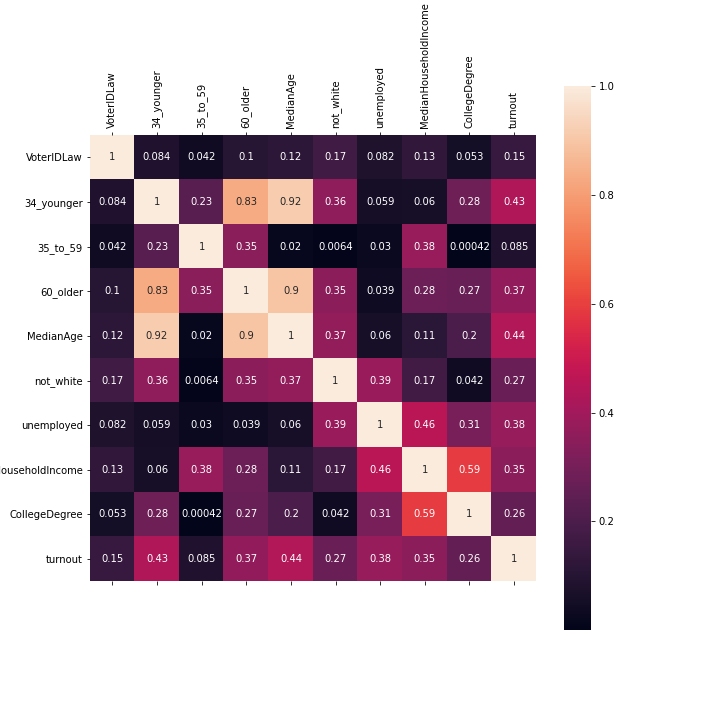 VoterIDLaw 34_younger 35_to_59 60_older MedianAge not_white unemployed MedianHouseholdIncome CollegeDegree turnout
1.0
VoterIDLaw 1 0.084 0.042 0.1 0.12 0.17 0.082 0.13 0.053 0.15
34_younger 0.084 1 0.23 0.83 0.92 0.36 0.059 0.06 0.28 0.43
0.8
35_to_59 0.042 0.23 1 0.35 0.02 0.0064 0.03 0.38 0.00042 0.085
60_older 0.1 0.83 0.35 1 0.9 0.35 0.039 0.28 0.27 0.37
0.6
MedianAge 0.12 0.92 0.02 0.9 1 0.37 0.06 0.11 0.2 0.44
not_white 0.17 0.36 0.0064 0.35 0.37 1 0.39 0.17 0.042 0.27
0.4
unemployed 0.082 0.059 0.03 0.039 0.06 0.39 1 0.46 0.31 0.38
HouseholdIncome 0.13 0.06 0.38 0.28 0.11 0.17 0.46 1 0.59 0.35
CollegeDegree 0.053 0.28 0.00042 0.27 0.2 0.042 0.31 0.59 1 0.26
0.2
turnout 0.15 0.43 0.085 0.37 0.44 0.27 0.38 0.35 0.26 1